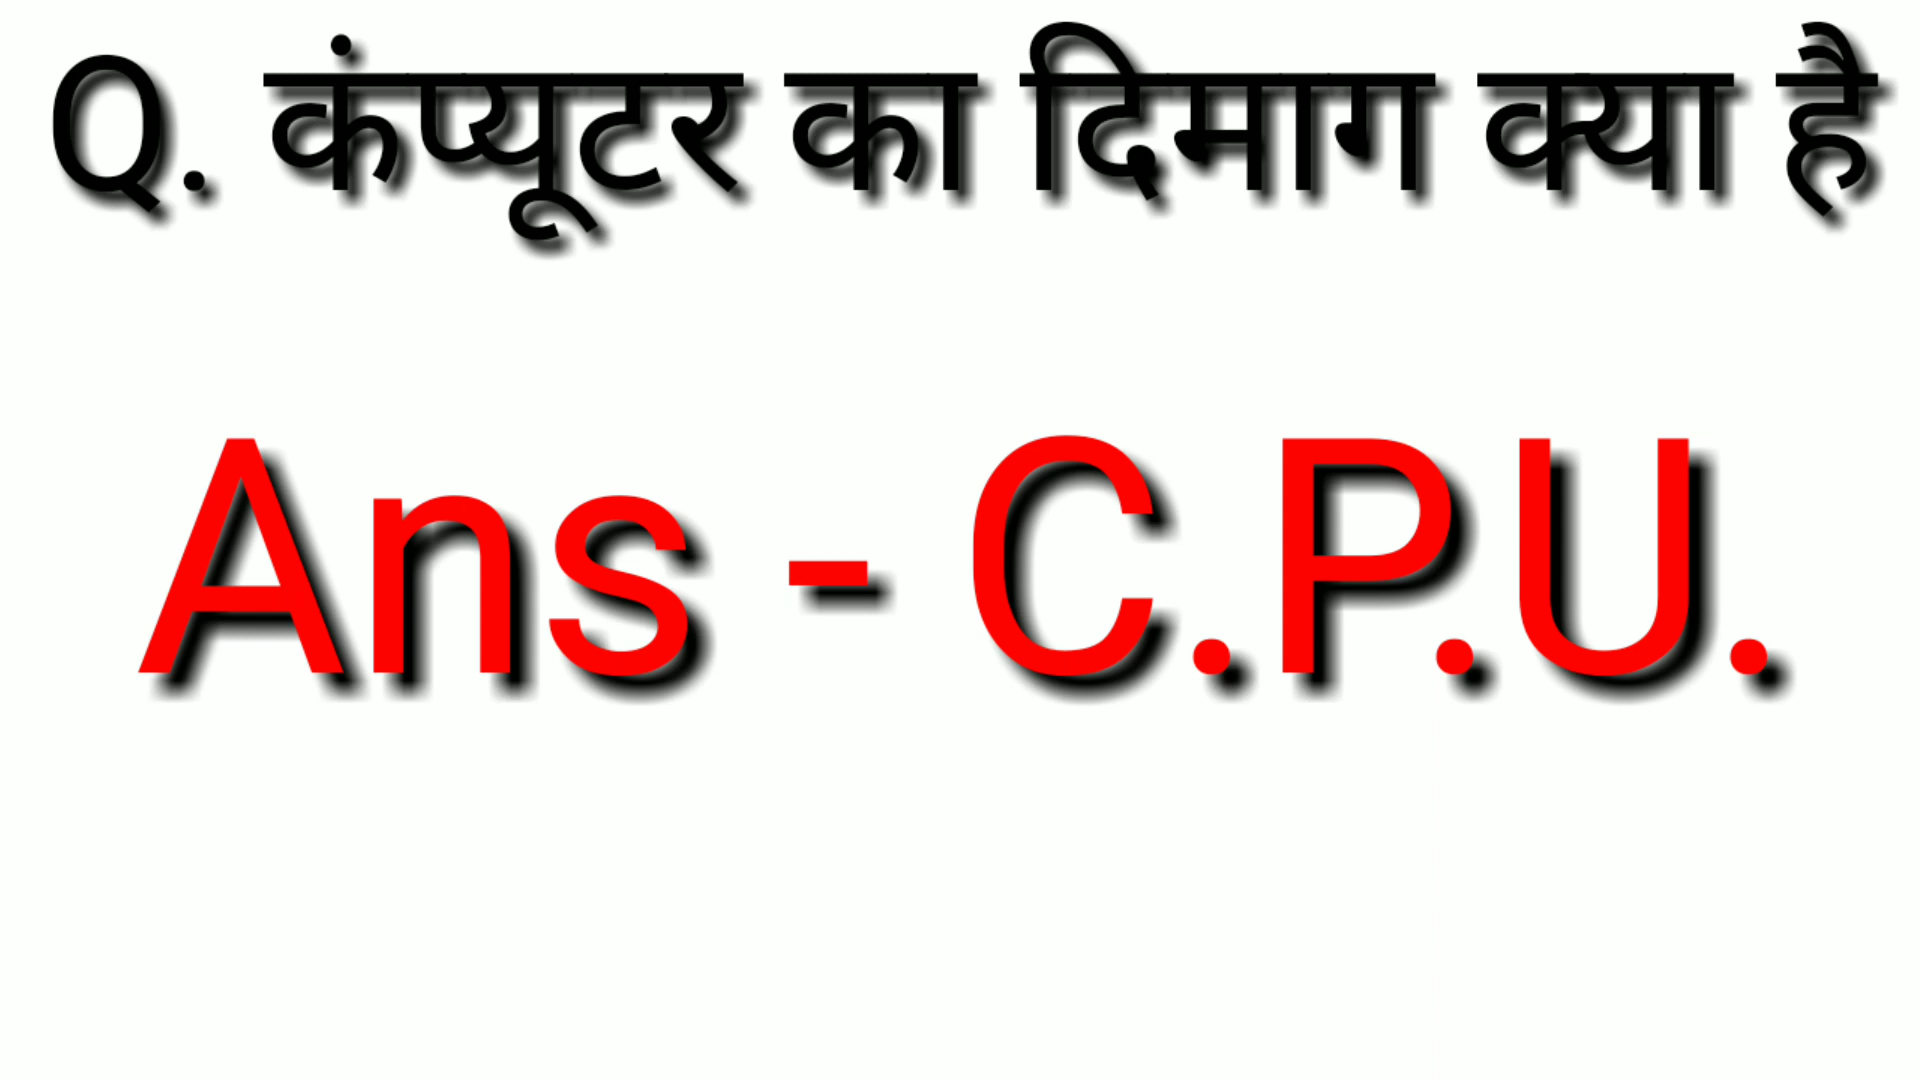 Q. कंप्यूटर का दिमाग क्या है
Ans - C.P.U.